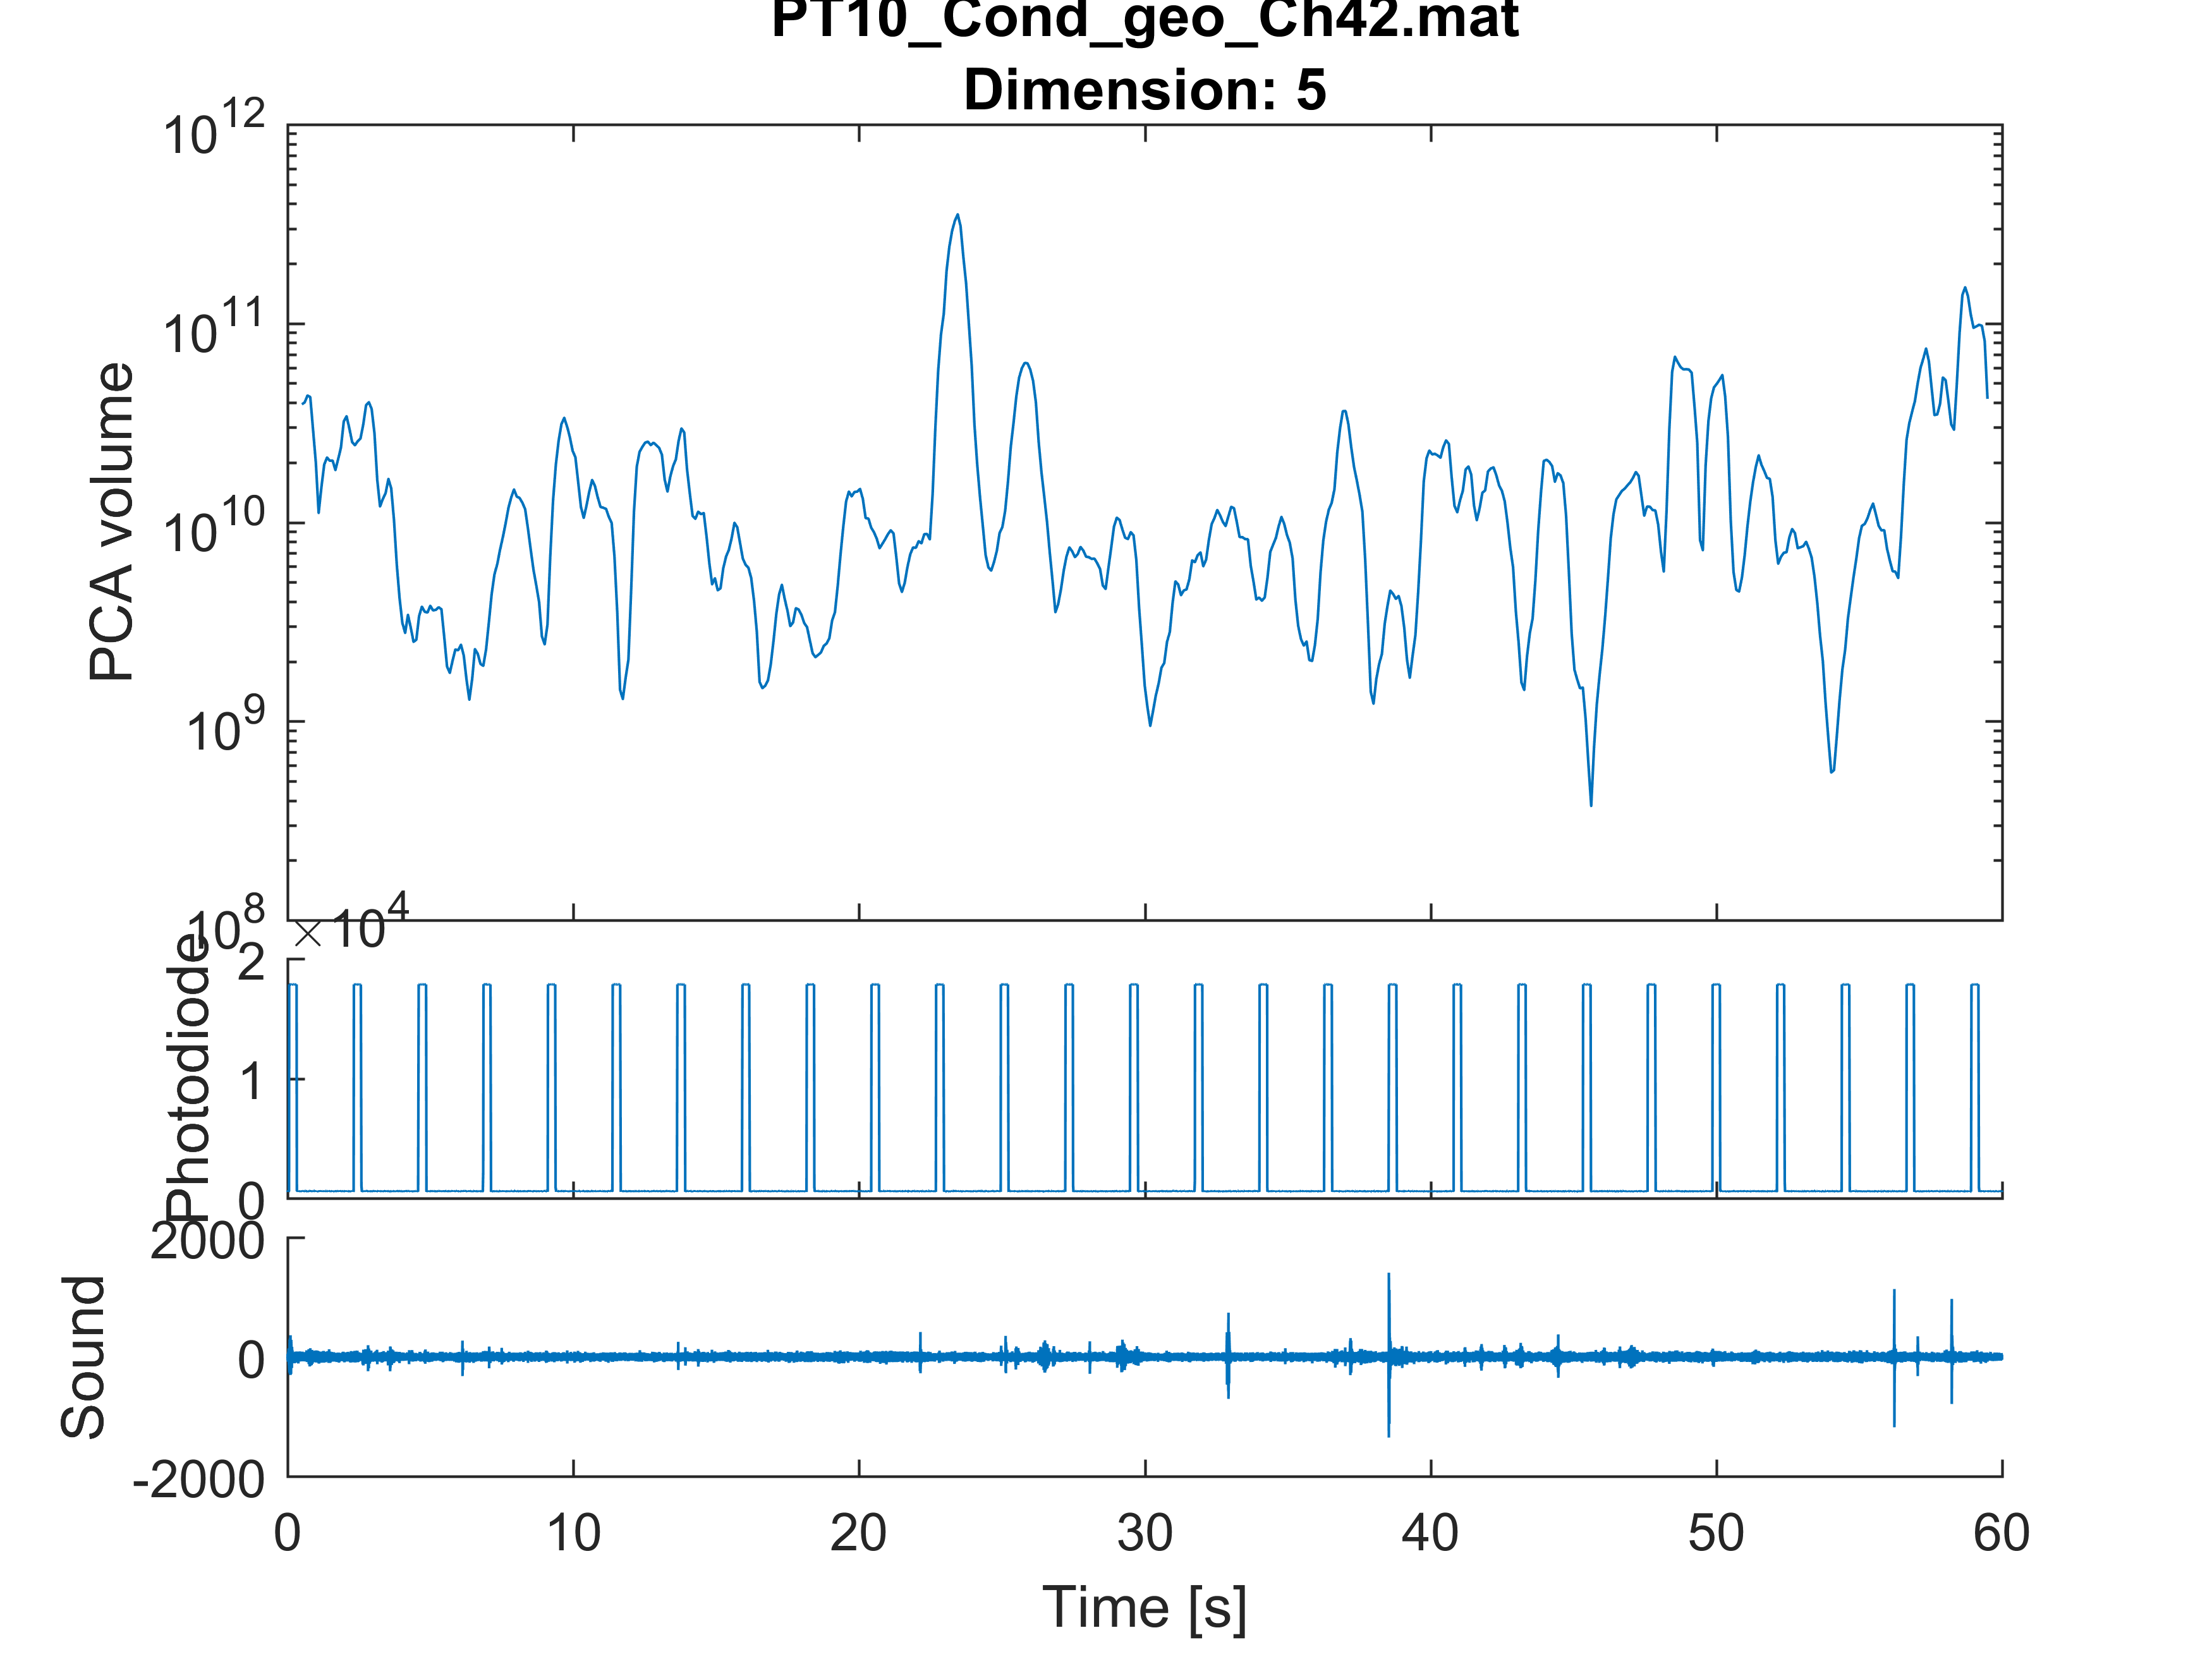 PT10_Cond_geo_Ch42.mat
Dimension: 5
10^12
10^11
10^10
10^9
10^8
PCA volume
× 10^4
2
1
0
Photodiode
2000
0
-2000
Sound
0 10 20 30 40 50 60
Time [s]